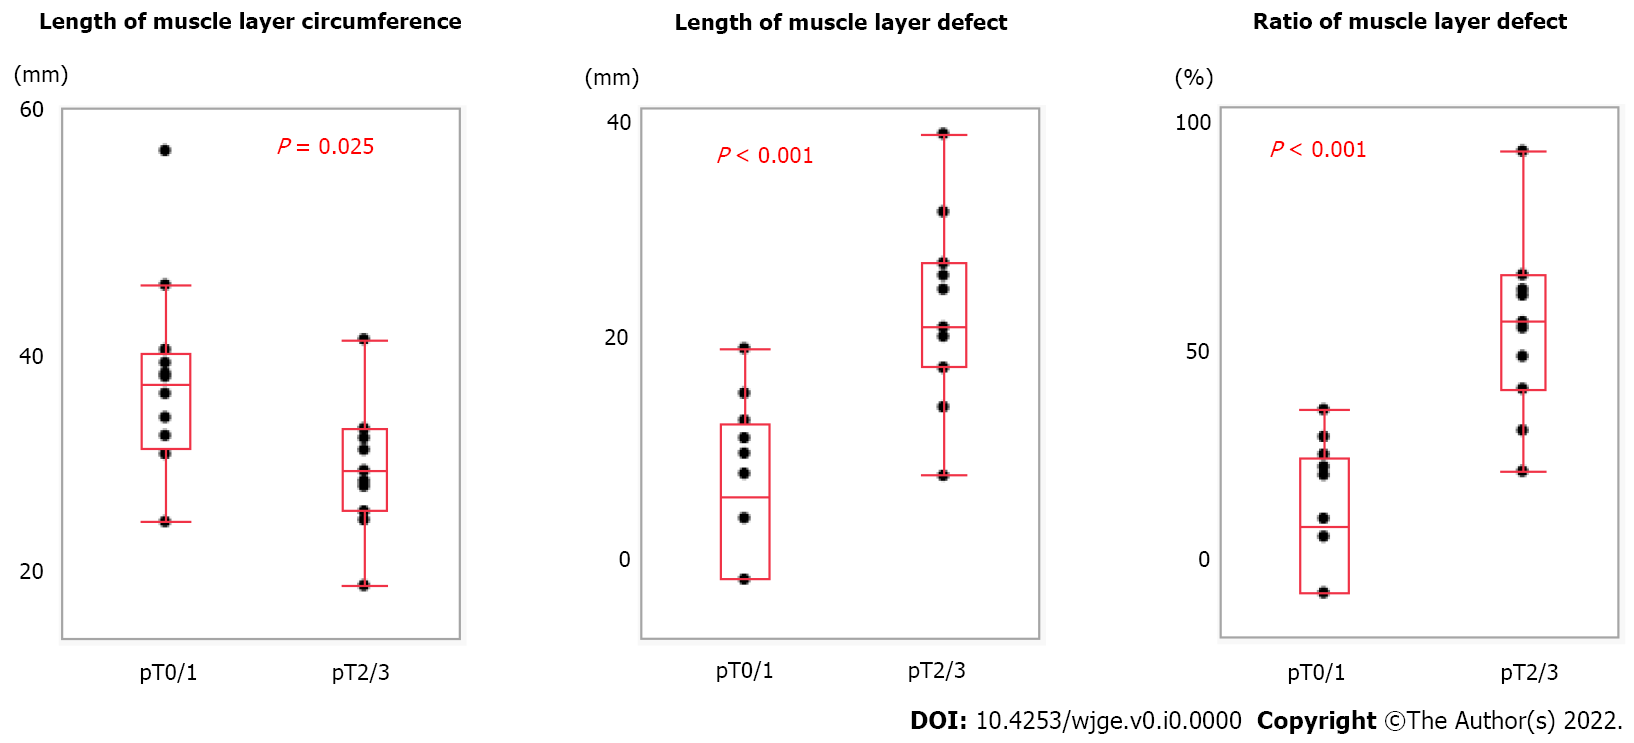 Length of muscle layer circumference
(mm)
60
40
20
P = 0.025
pT0/1
pT2/3
Length of muscle layer defect
(mm)
40
20
0
P < 0.001
pT0/1
pT2/3
Ratio of muscle layer defect
(%)
100
50
0
P < 0.001
pT0/1
pT2/3
DOI: 10.4253/wjge.v0.i0.0000 Copyright ©The Author(s) 2022.